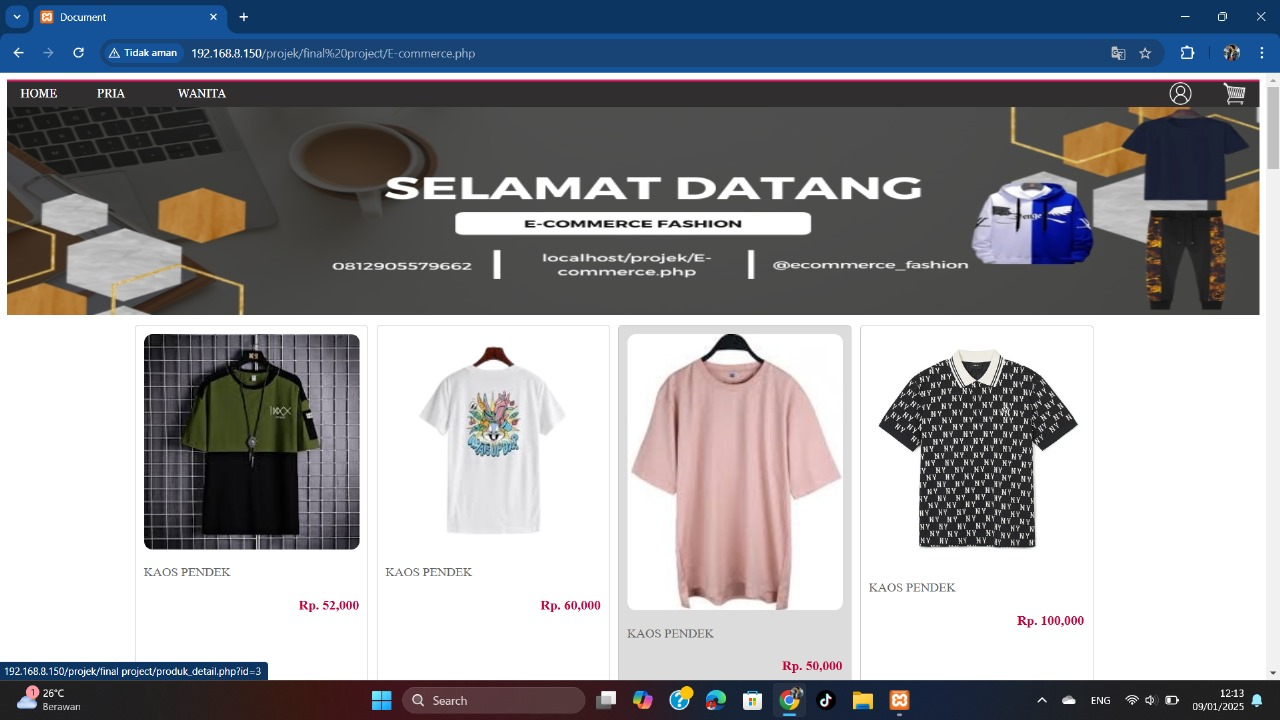 Document
Tidak aman
192.168.8.150/projek/final%20project/E-commerce.php
HOME PRIA WANITA
SELAMAT DATANG
E-COMMERCE FASHION
0812905579662
localhost/projek/E-
commerce.php
@ecommerce_fashion
KAOS PENDEK
Rp. 52,000
KAOS PENDEK
Rp. 60,000
KAOS PENDEK
Rp. 50,000
NY
KAOS PENDEK
Rp. 100,000
192.168.8.150/projek/final project/produk_detail.php?id=3
1
26°C
Berawan
Search
ENG
12:13
09/01/2025